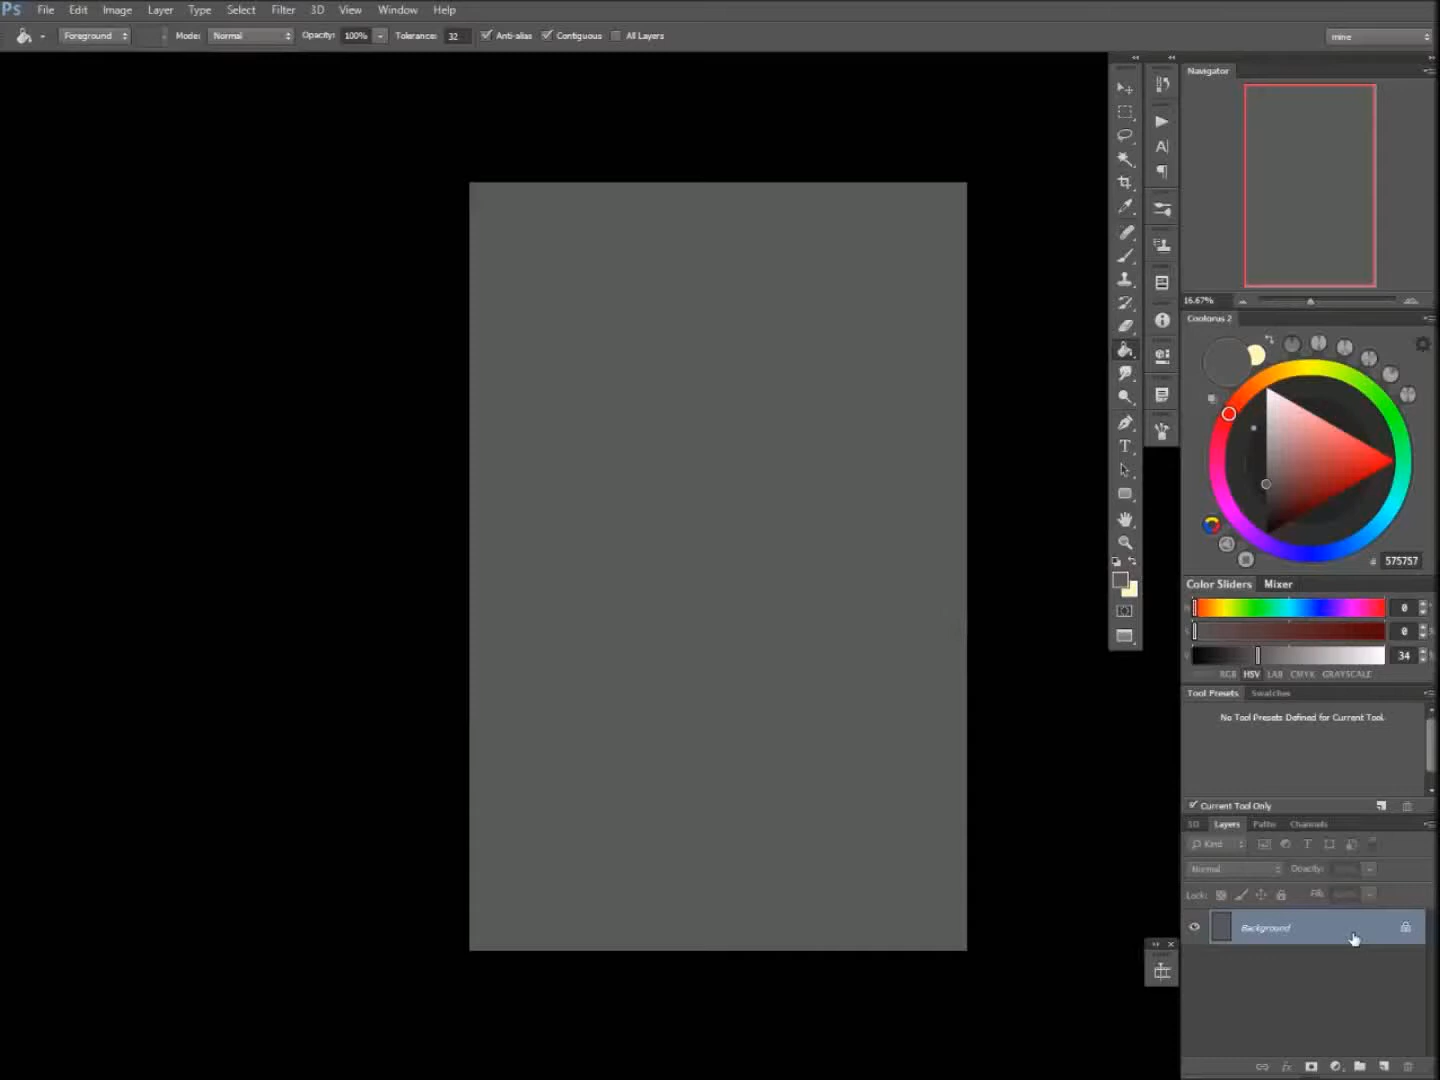 Ps File Edit Image Layer Type Select Filter 3D View Window Help
Foreground Mode: Normal Opacity: 100% Tolerance: 32 Anti-alias Contiguous All Layers mine
Navigator
16.67%
Coolorus 2
# 575757
Color Sliders Mixer
H 0 °
S 0
V 34
RGB HSV LAB CMYK GRAYSCALE
Tool Presets Swatches
No Tool Presets Defined for Current Tool.
Current Tool Only
3D Layers Paths Channels
Kind
Normal Opacity:
Lock: Fill:
Background
fx